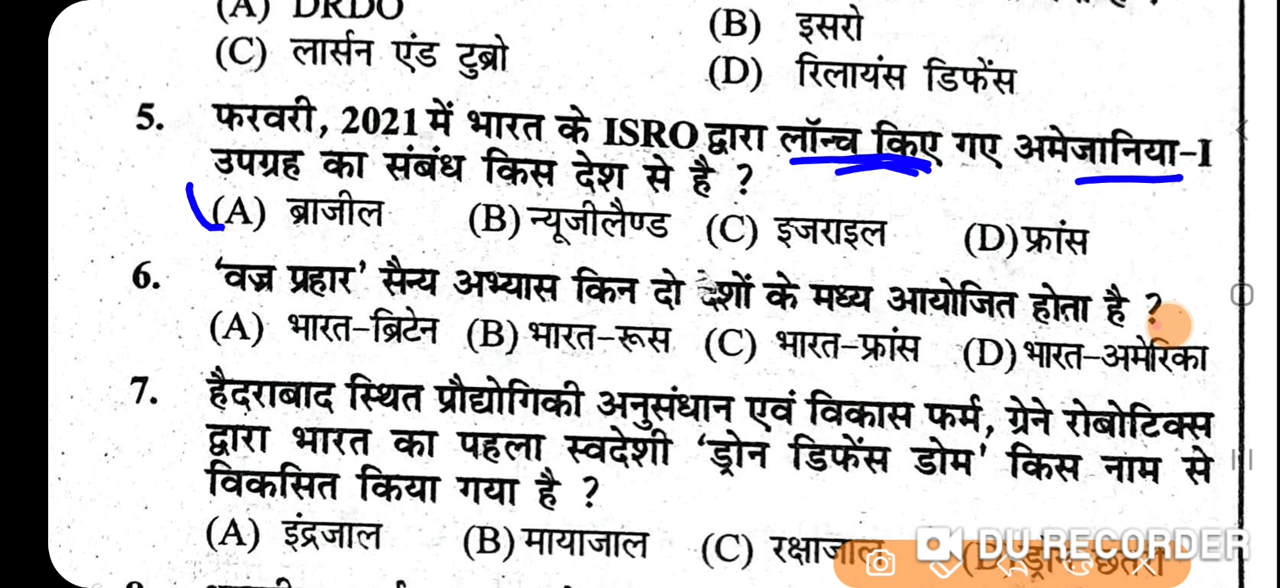 (A) DRDO
(B) इसरो
(C) लार्सन एंड टुब्रो
(D) रिलायंस डिफेंस
5. फरवरी, 2021 में भारत के ISRO द्वारा लॉन्च किए गए अमेजानिया-I
उपग्रह का संबंध किस देश से है ?
(A) ब्राजील (B) न्यूजीलैण्ड (C) इजराइल (D) फ्रांस
6. 'वज्र प्रहार' सैन्य अभ्यास किन दो देशों के मध्य आयोजित होता है ?
(A) भारत-ब्रिटेन (B) भारत-रूस (C) भारत-फ्रांस (D) भारत-अमेरिका
7. हैदराबाद स्थित प्रौद्योगिकी अनुसंधान एवं विकास फर्म, ग्रेने रोबोटिक्स
द्वारा भारत का पहला स्वदेशी 'ड्रोन डिफेंस डोम' किस नाम से
विकसित किया गया है ?
(A) इंद्रजाल (B) मायाजाल (C) रक्षाजाल (D) ड्रोन
DU RECORDER